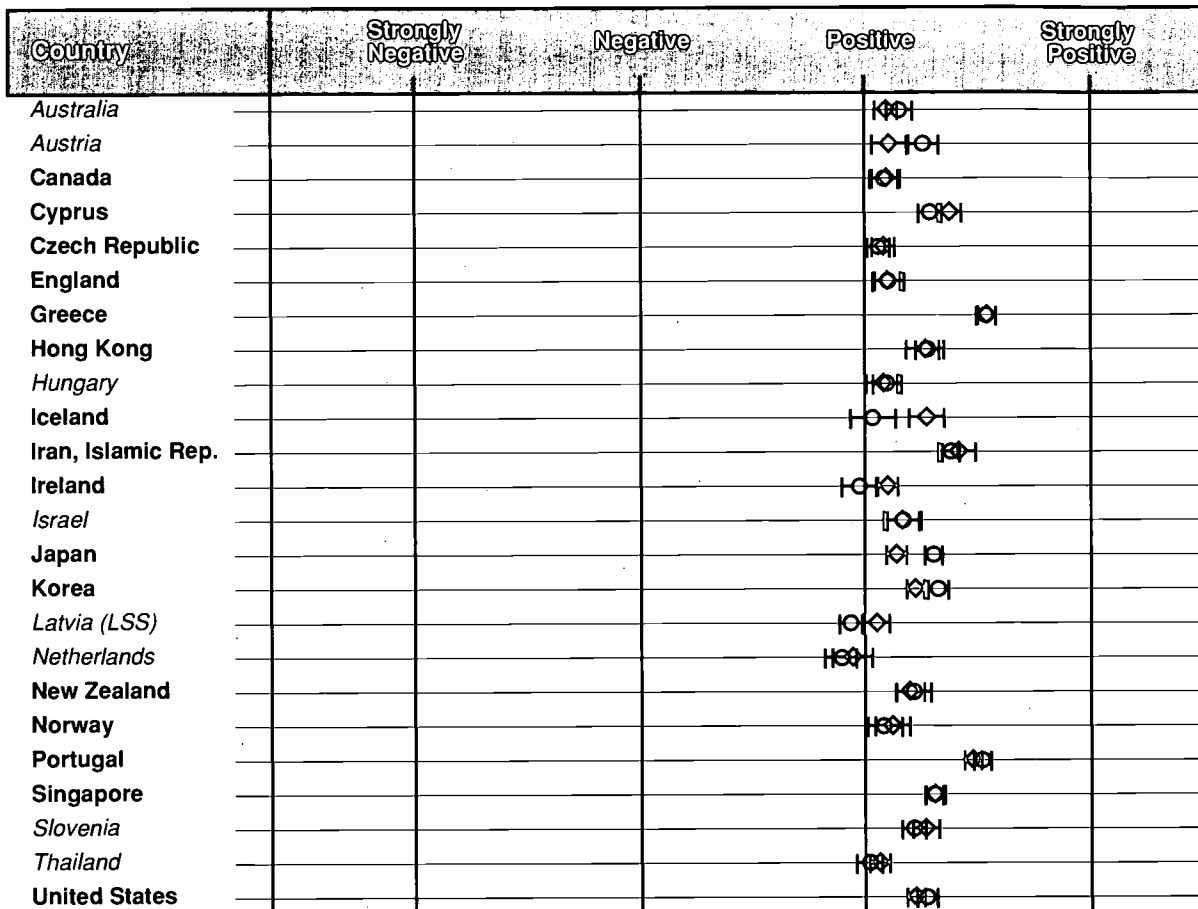 Country
Strongly Negative
Negative
Positive
Strongly Positive
Australia
Austria
Canada
Cyprus
Czech Republic
England
Greece
Hong Kong
Hungary
Iceland
Iran, Islamic Rep.
Ireland
Israel
Japan
Korea
Latvia (LSS)
Netherlands
New Zealand
Norway
Portugal
Singapore
Slovenia
Thailand
United States